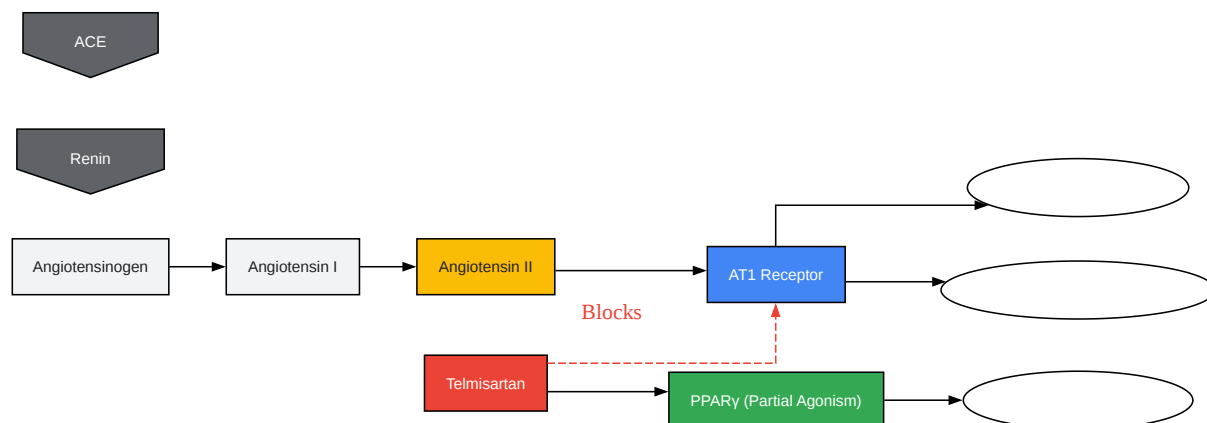 ACE
Renin
Angiotensinogen
Angiotensin I
Angiotensin II
AT1 Receptor
Blocks
Telmisartan
PPARγ (Partial Agonism)